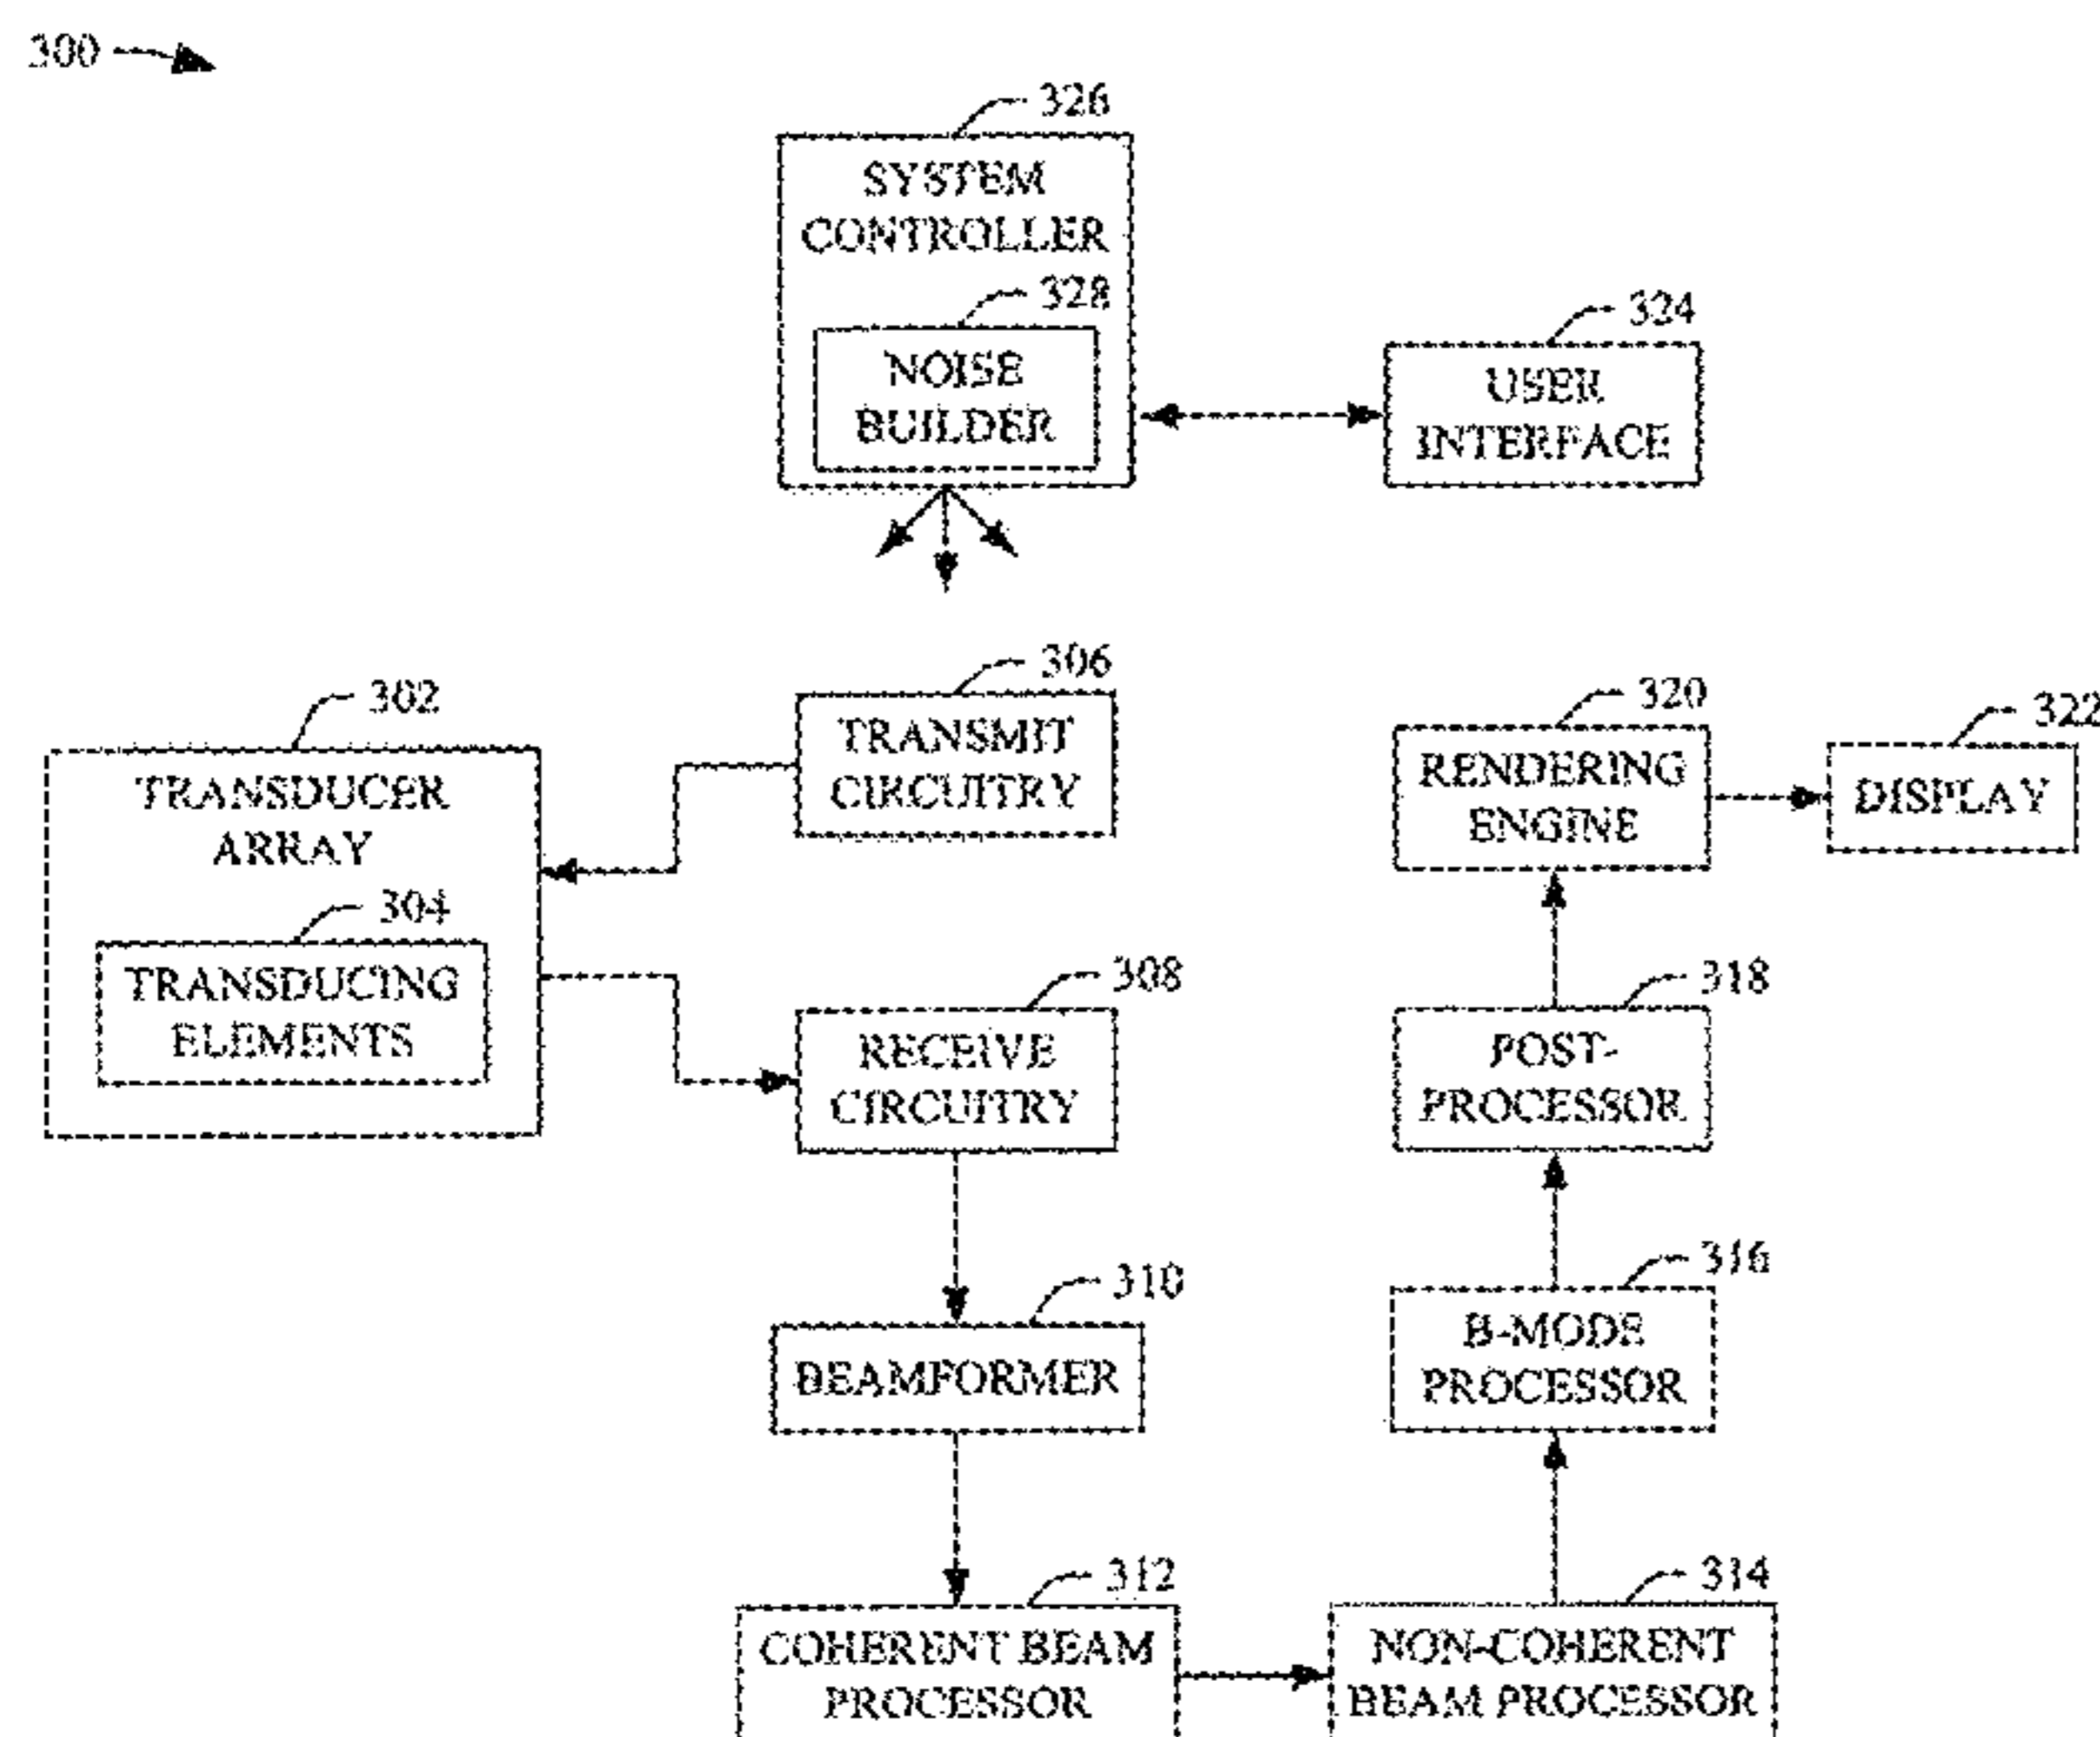 300
326
SYSTEM
CONTROLLER
328
NOISE
BUILDER
324
USER
INTERFACE
306
TRANSMIT
CIRCUITRY
302
TRANSDUCER
ARRAY
304
TRANSDUCING
ELEMENTS
320
RENDERING
ENGINE
322
DISPLAY
308
RECEIVE
CIRCUITRY
318
POST-
PROCESSOR
310
BEAMFORMER
316
B-MODE
PROCESSOR
312
COHERENT BEAM
PROCESSOR
314
NON-COHERENT
BEAM PROCESSOR